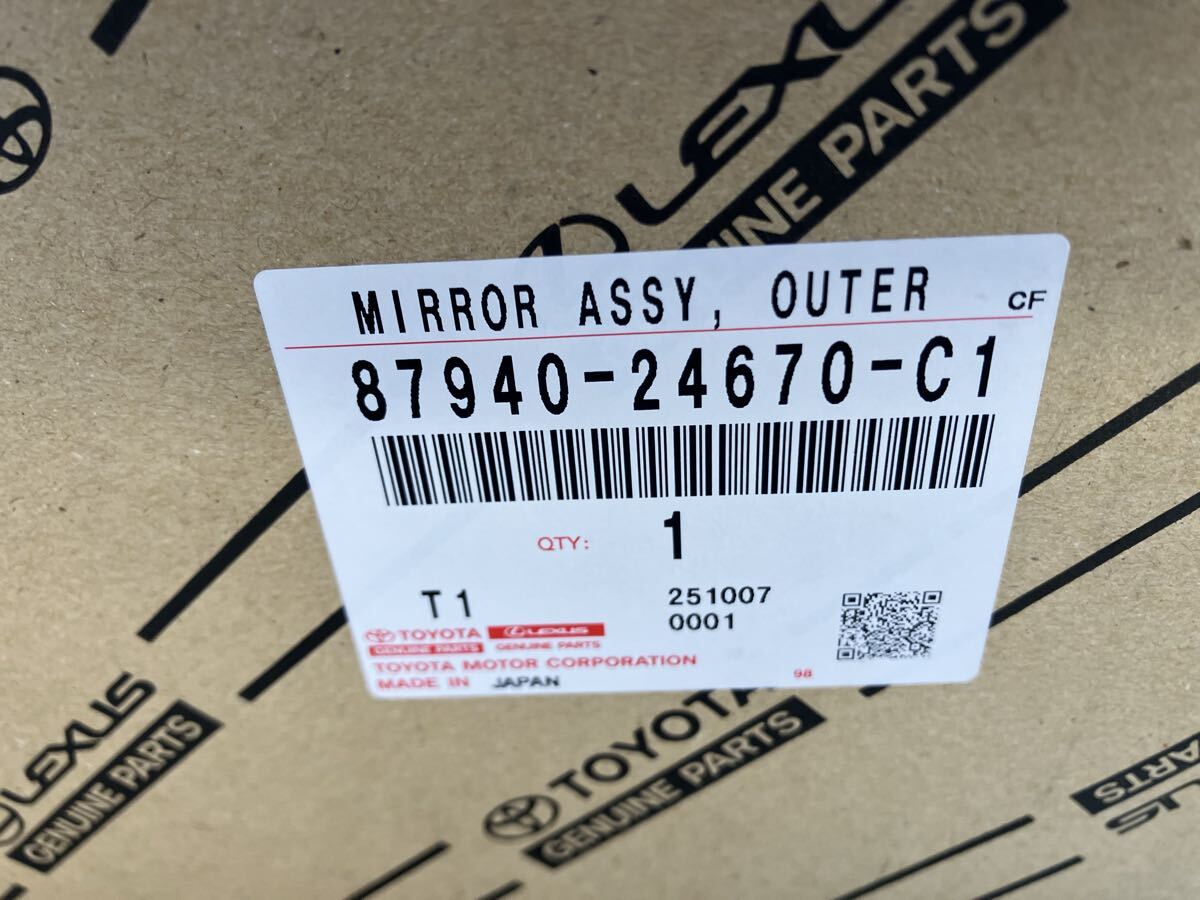 LEXUS
GENUINE PARTS
MIRROR ASSY, OUTER CF
87940-24670-C1
QTY: 1
T1 251007
0001
TOYOTA LEXUS
GENUINE PARTS GENUINE PARTS
TOYOTA MOTOR CORPORATION
MADE IN JAPAN 98
LEXUS
GENUINE PARTS
TOYOTA
GENUINE PARTS
PARTS